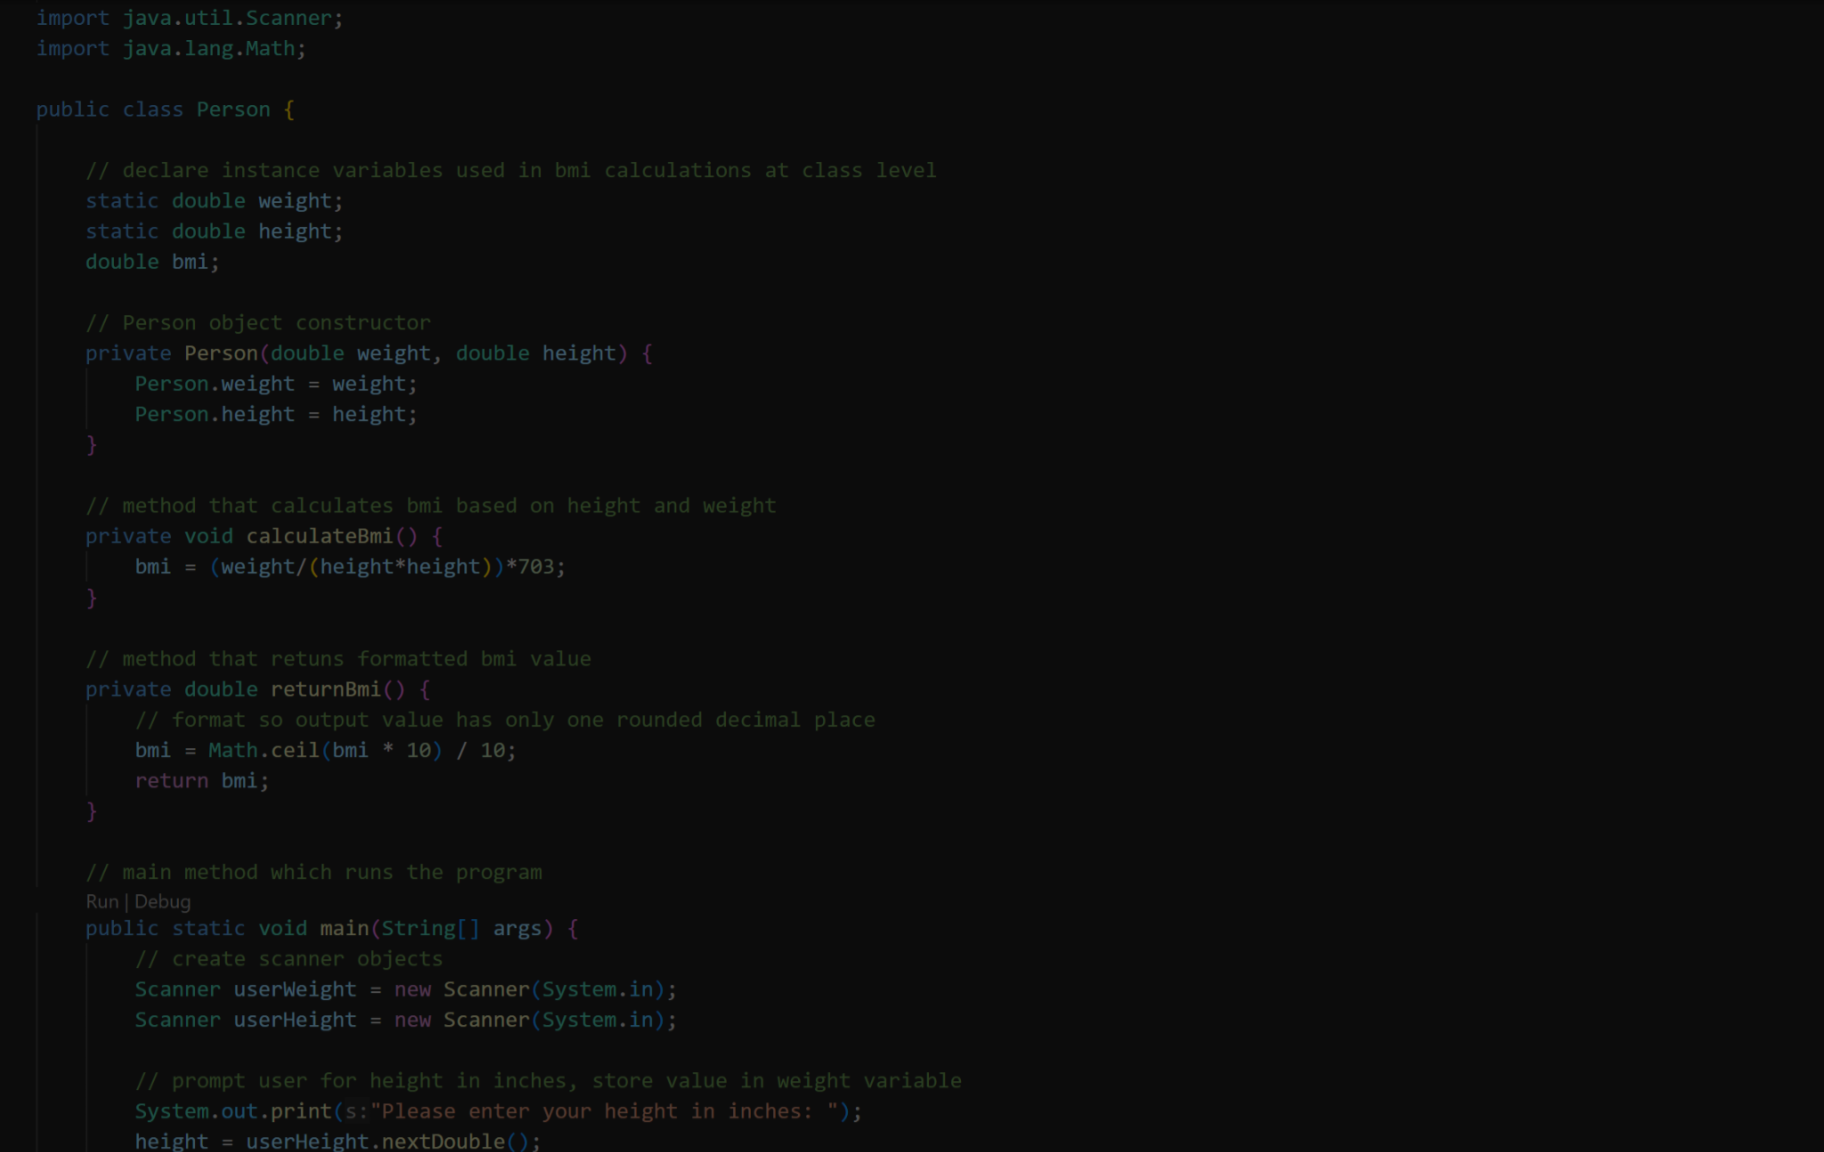 import java.util.Scanner;
import java.lang.Math;
public class Person {
// declare instance variables used in bmi calculations at class level
static double weight;
static double height;
double bmi;
// Person object constructor
private Person(double weight, double height) {
Person.weight = weight;
Person.height = height;
}
// method that calculates bmi based on height and weight
private void calculateBmi() {
bmi = (weight/(height*height))*703;
}
// method that retuns formatted bmi value
private double returnBmi() {
// format so output value has only one rounded decimal place
bmi = Math.ceil(bmi * 10) / 10;
return bmi;
}
// main method which runs the program
Run | Debug
public static void main(String[] args) {
// create scanner objects
Scanner userWeight = new Scanner(System.in);
Scanner userHeight = new Scanner(System.in);
// prompt user for height in inches, store value in weight variable
System.out.print(s:"Please enter your height in inches: ");
height = userHeight.nextDouble();